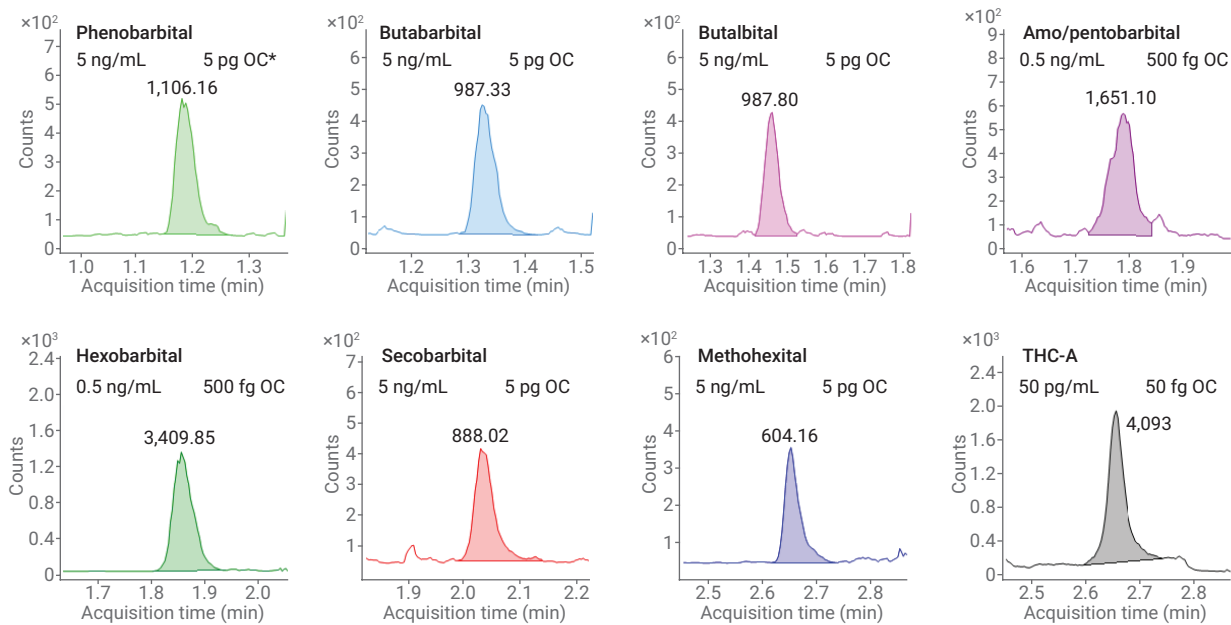 ×10²
Phenobarbital
5 ng/mL 5 pg OC*
1,106.16
7
6
5
4
3
2
1
0
Counts
1.0 1.1 1.2 1.3
Acquisition time (min)
×10²
Butabarbital
5 ng/mL 5 pg OC
987.33
6
5
4
3
2
1
0
Counts
1.2 1.3 1.4 1.5
Acquisition time (min)
×10²
Butalbital
5 ng/mL 5 pg OC
987.80
6
5
4
3
2
1
0
Counts
1.3 1.4 1.5 1.6 1.7 1.8
Acquisition time (min)
×10²
Amo/pentobarbital
0.5 ng/mL 500 fg OC
1,651.10
9
8
7
6
5
4
3
2
1
0
Counts
1.6 1.7 1.8 1.9
Acquisition time (min)
×10³
Hexobarbital
0.5 ng/mL 500 fg OC
3,409.85
2.4
2.0
1.6
1.2
0.8
0.4
0
Counts
1.7 1.8 1.9 2.0
Acquisition time (min)
×10²
Secobarbital
5 ng/mL 5 pg OC
888.02
7
6
5
4
3
2
1
Counts
1.9 2.0 2.1 2.2
Acquisition time (min)
×10²
Methohexital
5 ng/mL 5 pg OC
604.16
6
5
4
3
2
1
Counts
2.5 2.6 2.7 2.8
Acquisition time (min)
×10³
THC-A
50 pg/mL 50 fg OC
4,093
2.4
2.0
1.6
1.2
0.8
0.4
0
Counts
2.5 2.6 2.7 2.8
Acquisition time (min)